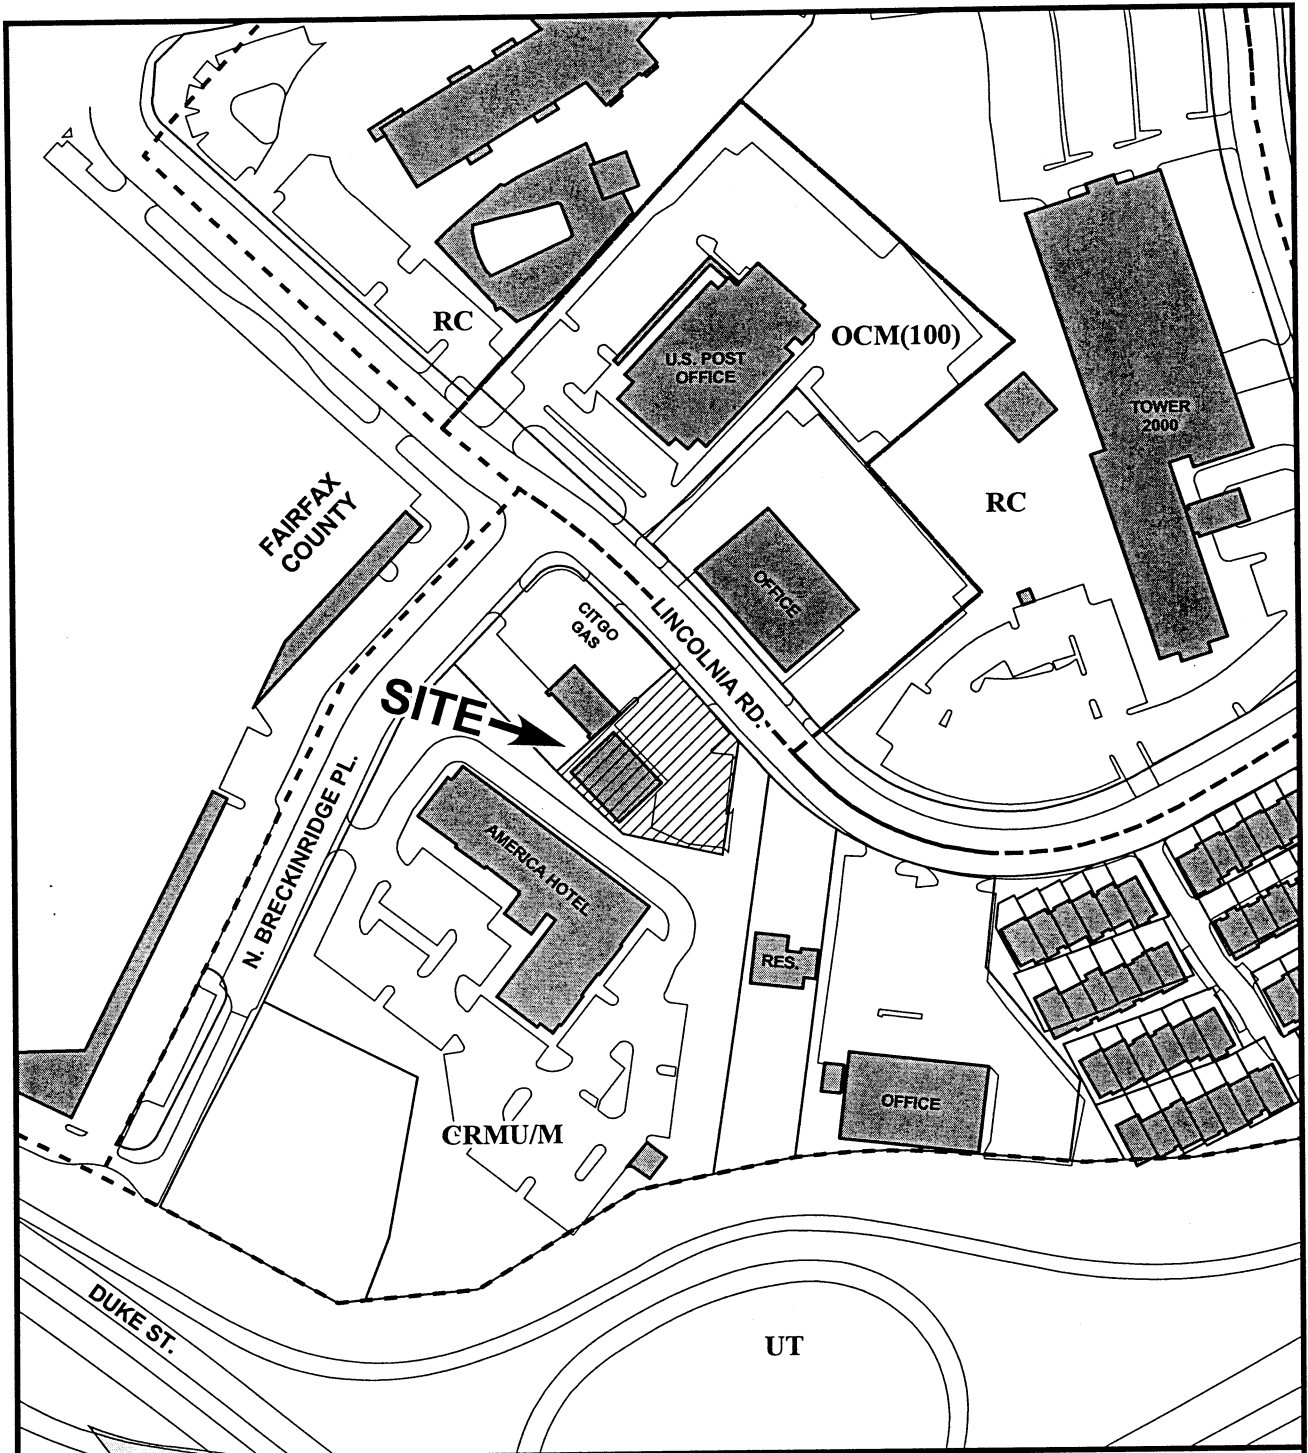 RC
OCM(100)
U.S. POST
OFFICE
TOWER
2000
FAIRFAX
COUNTY
RC
OFFICE
CITGO
GAS
LINCOLNIA RD.
SITE
N. BRECKINRIDGE PL.
AMERICA HOTEL
RES.
OFFICE
CRMU/M
DUKE ST.
UT